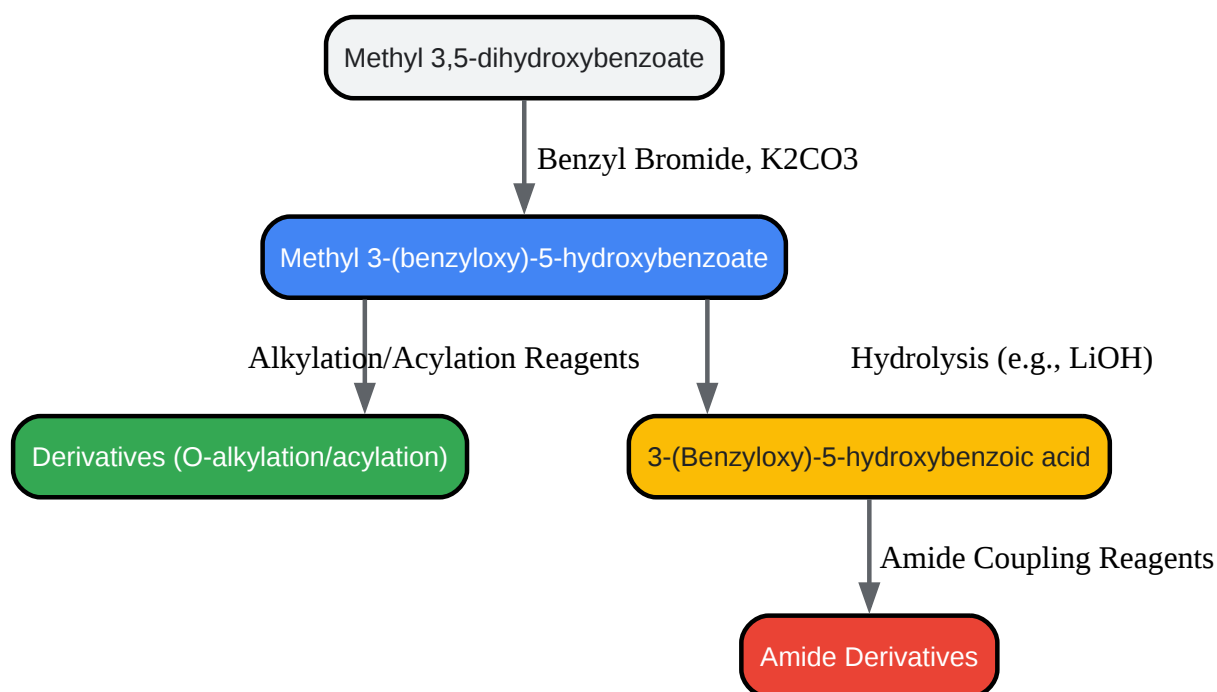 Methyl 3,5-dihydroxybenzoate
Benzyl Bromide, K2CO3
Methyl 3-(benzyloxy)-5-hydroxybenzoate
Alkylation/Acylation Reagents
Hydrolysis (e.g., LiOH)
Derivatives (O-alkylation/acylation)
3-(Benzyloxy)-5-hydroxybenzoic acid
Amide Coupling Reagents
Amide Derivatives